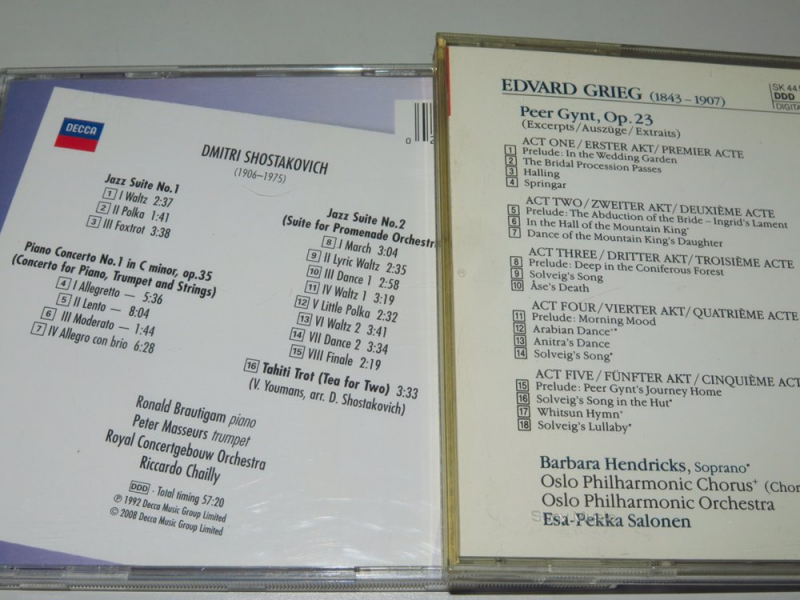 DECCA
0 2
DMITRI SHOSTAKOVICH
(1906–1975)
Jazz Suite No.1
1 I Waltz 2:37
2 II Polka 1:41
3 III Foxtrot 3:38
Piano Concerto No.1 in C minor, op.35
(Concerto for Piano, Trumpet and Strings)
4 I Allegretto — 5:36
5 II Lento — 8:04
6 III Moderato — 1:44
7 IV Allegro con brio 6:28
Jazz Suite No.2
(Suite for Promenade Orchestr
8 I March 3:04
9 II Lyric Waltz 2:35
10 III Dance 1 2:58
11 IV Waltz 1 3:19
12 V Little Polka 2:32
13 VI Waltz 2 3:41
14 VII Dance 2 3:34
15 VIII Finale 2:19
16 Tahiti Trot (Tea for Two) 3:33
(V. Youmans, arr. D. Shostakovich)
Ronald Brautigam piano
Peter Masseurs trumpet
Royal Concertgebouw Orchestra
Riccardo Chailly
DDD - Total timing 57:20
℗ 1992 Decca Music Group Limited
© 2008 Decca Music Group Limited
EDVARD GRIEG (1843–1907)
SK 44
DDD
DIGITA
Peer Gynt, Op. 23
(Excerpts/Auszüge/Extraits)
ACT ONE/ERSTER AKT/PREMIER ACTE
1 Prelude: In the Wedding Garden
2 The Bridal Procession Passes
3 Halling
4 Springar
ACT TWO/ZWEITER AKT/DEUXIÈME ACTE
5 Prelude: The Abduction of the Bride – Ingrid's Lament
6 In the Hall of the Mountain King⁺
7 Dance of the Mountain King's Daughter
ACT THREE/DRITTER AKT/TROISIÈME ACTE
8 Prelude: Deep in the Coniferous Forest
9 Solveig's Song
10 Åse's Death
ACT FOUR/VIERTER AKT/QUATRIÈME ACTE
11 Prelude: Morning Mood
12 Arabian Dance⁺*
13 Anitra's Dance
14 Solveig's Song*
ACT FIVE/FÜNFTER AKT/CINQUIÈME ACT
15 Prelude: Peer Gynt's Journey Home
16 Solveig's Song in the Hut*
17 Whitsun Hymn⁺
18 Solveig's Lullaby*
Barbara Hendricks, Soprano*
Oslo Philharmonic Chorus⁺ (Chor
Oslo Philharmonic Orchestra
Esa-Pekka Salonen